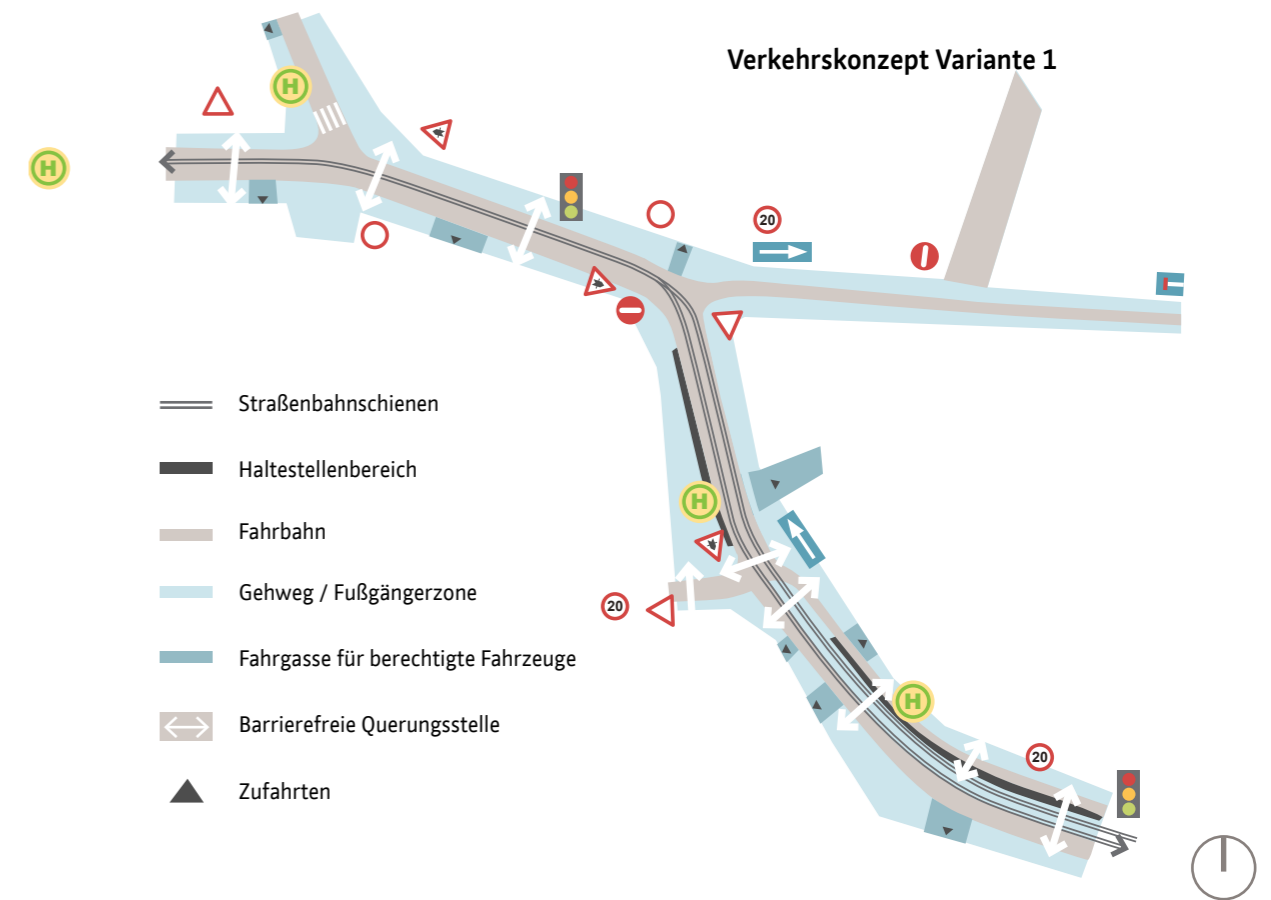 Verkehrskonzept Variante 1
H
H
20
H
20
H
20
Straßenbahnschienen
Haltestellenbereich
Fahrbahn
Gehweg / Fußgängerzone
Fahrgasse für berechtigte Fahrzeuge
Barrierefreie Querungsstelle
Zufahrten